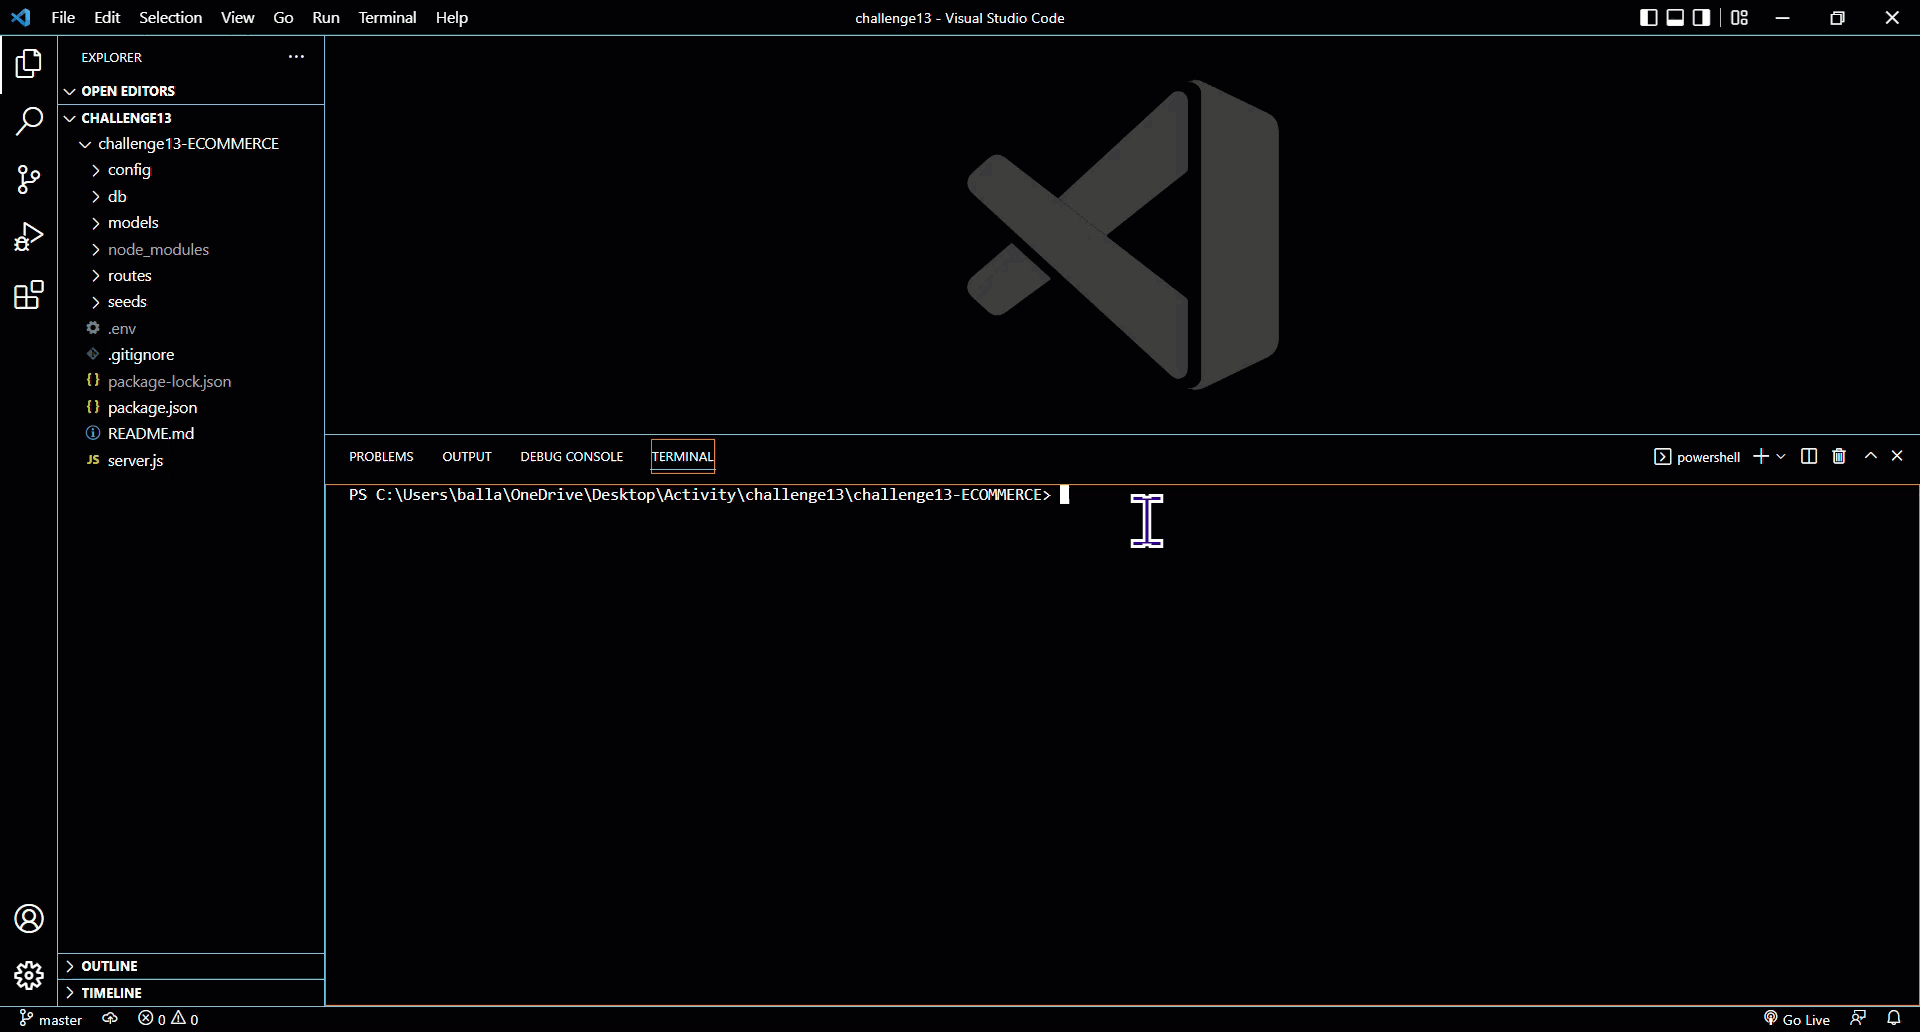 File Edit Selection View Go Run Terminal Help
challenge13 - Visual Studio Code
EXPLORER
OPEN EDITORS
CHALLENGE13
challenge13-ECOMMERCE
config
db
models
node_modules
routes
seeds
.env
.gitignore
package-lock.json
package.json
README.md
JS server.js
OUTLINE
TIMELINE
PROBLEMS OUTPUT DEBUG CONSOLE TERMINAL
powershell
PS C:\Users\balla\OneDrive\Desktop\Activity\challenge13\challenge13-ECOMMERCE>
master 0 0
Go Live